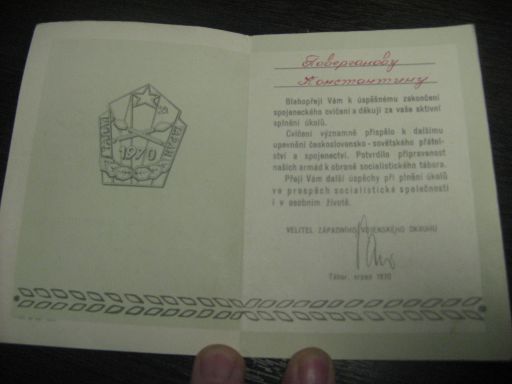 1970
Повергонову
Константину
Blahopřeji Vám k úspěšnému zakončení
spojeneckého cvičení a děkuji za vaše aktivní
splnění úkolů.
Cvičení významně přispělo k dalšímu
upevnění československo-sovětského přátel-
ství a spojenectví. Potvrdilo připravenost
našich armád k obraně socialistického tábora.
Přeji Vám další úspěchy při plnění úkolů
ve prospěch socialistické společnosti
i v osobním životě.
VELITEL ZÁPADNÍHO VOJENSKÉHO OKRUHU
Tábor, srpen 1970